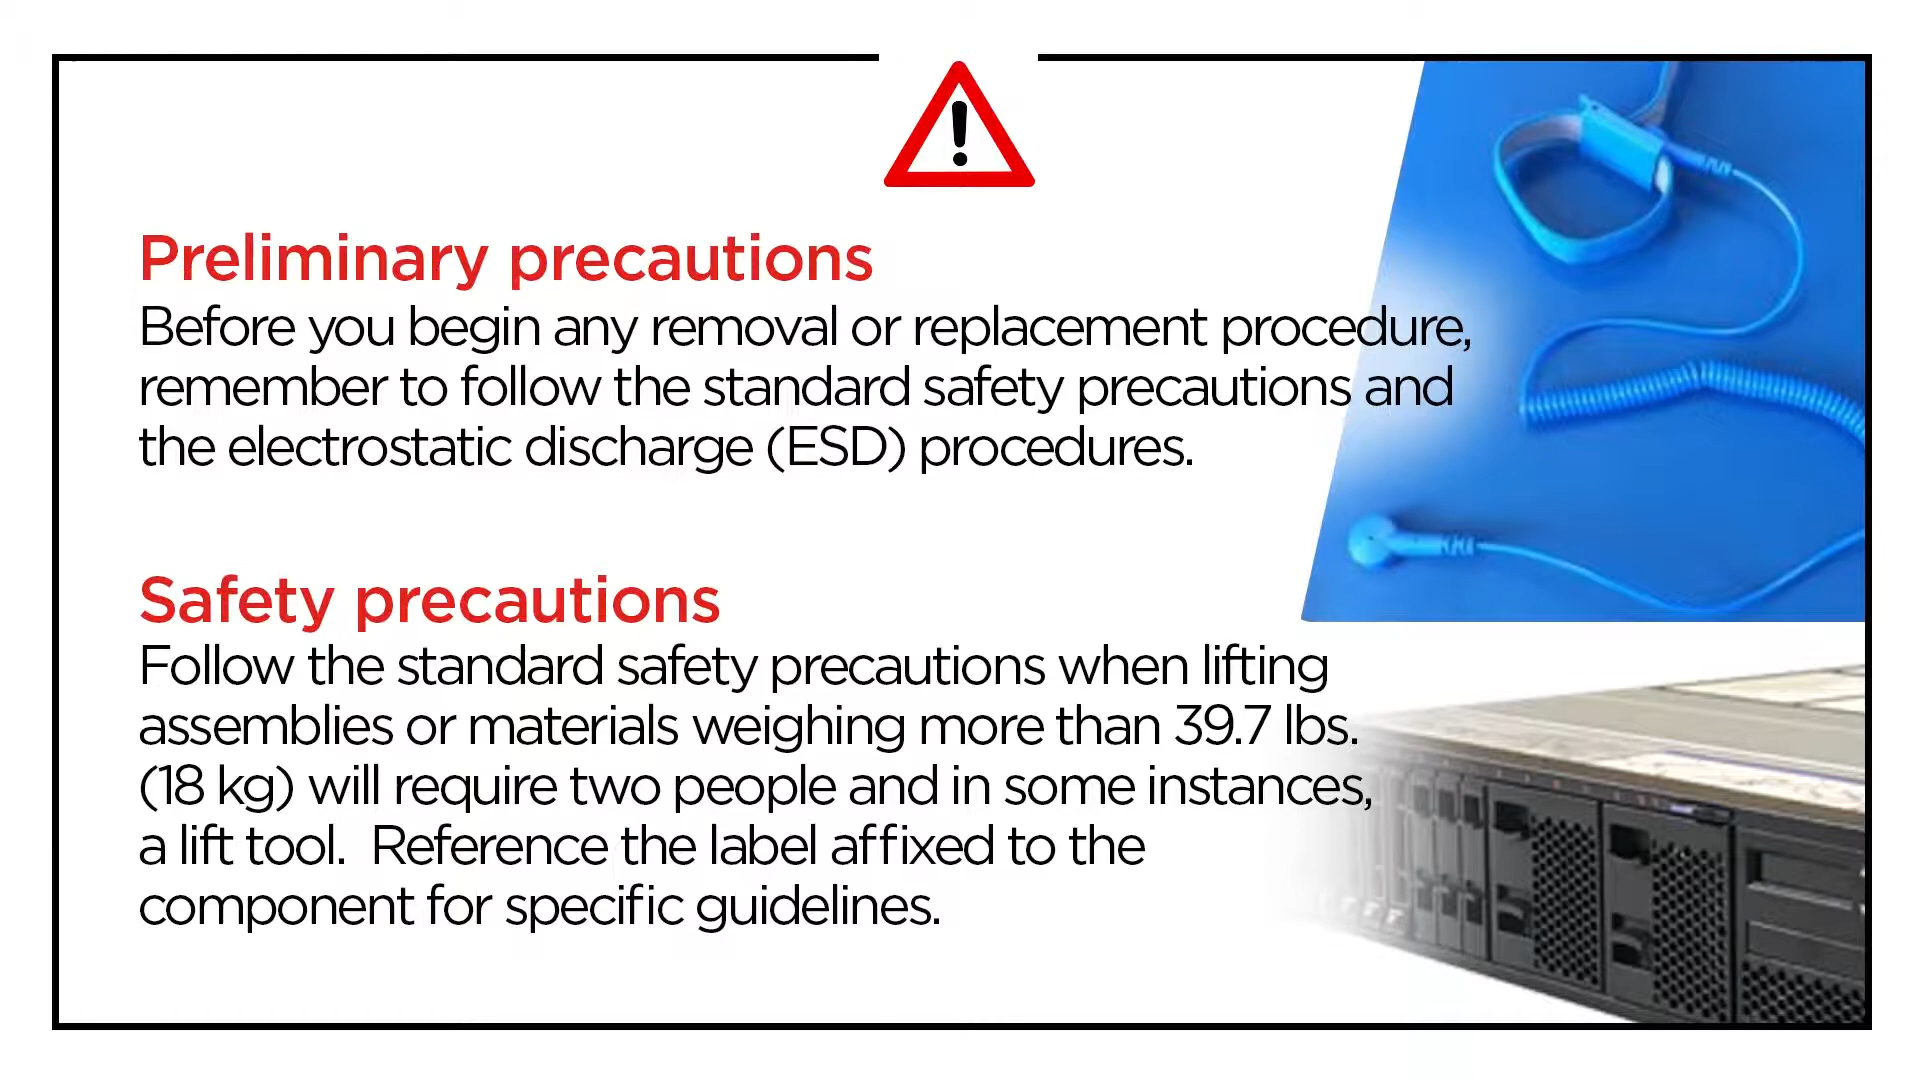 Preliminary precautions
Before you begin any removal or replacement procedure,
remember to follow the standard safety precautions and
the electrostatic discharge (ESD) procedures.
Safety precautions
Follow the standard safety precautions when lifting
assemblies or materials weighing more than 39.7 lbs.
(18 kg) will require two people and in some instances,
a lift tool.  Reference the label affixed to the
component for specific guidelines.